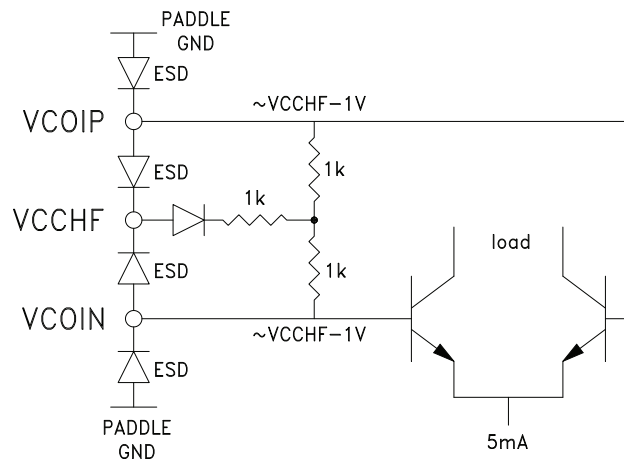 PADDLE
GND
ESD
~VCCHF-1V
VCOIP
ESD
1k
1k
VCCHF
load
ESD
1k
VCOIN
~VCCHF-1V
ESD
PADDLE
GND
5mA